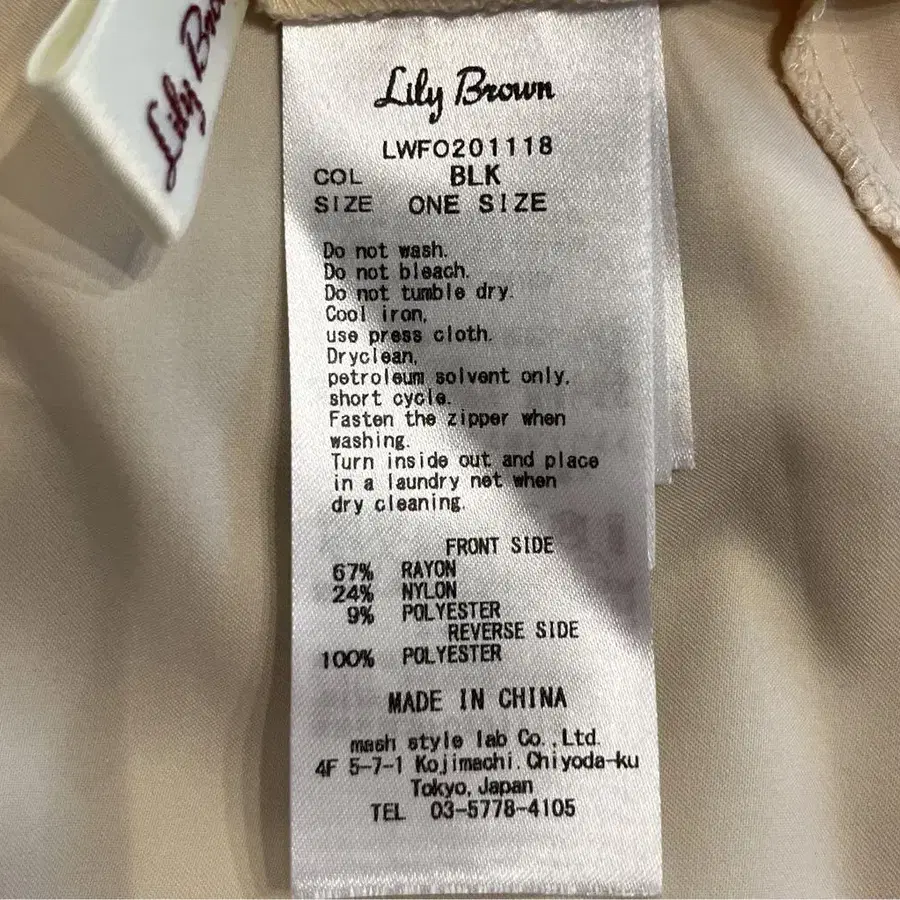 Lily Brown
Lily Brown
LWFO201118
COL BLK
SIZE ONE SIZE
Do not wash.
Do not bleach.
Do not tumble dry.
Cool iron,
use press cloth.
Dryclean,
petroleum solvent only,
short cycle.
Fasten the zipper when
washing.
Turn inside out and place
in a laundry net when
dry cleaning.
FRONT SIDE
67% RAYON
24% NYLON
9% POLYESTER
REVERSE SIDE
100% POLYESTER
MADE IN CHINA
mash style lab Co.,Ltd.
4F 5-7-1 Kojimachi.Chiyoda-ku
Tokyo, Japan
TEL 03-5778-4105